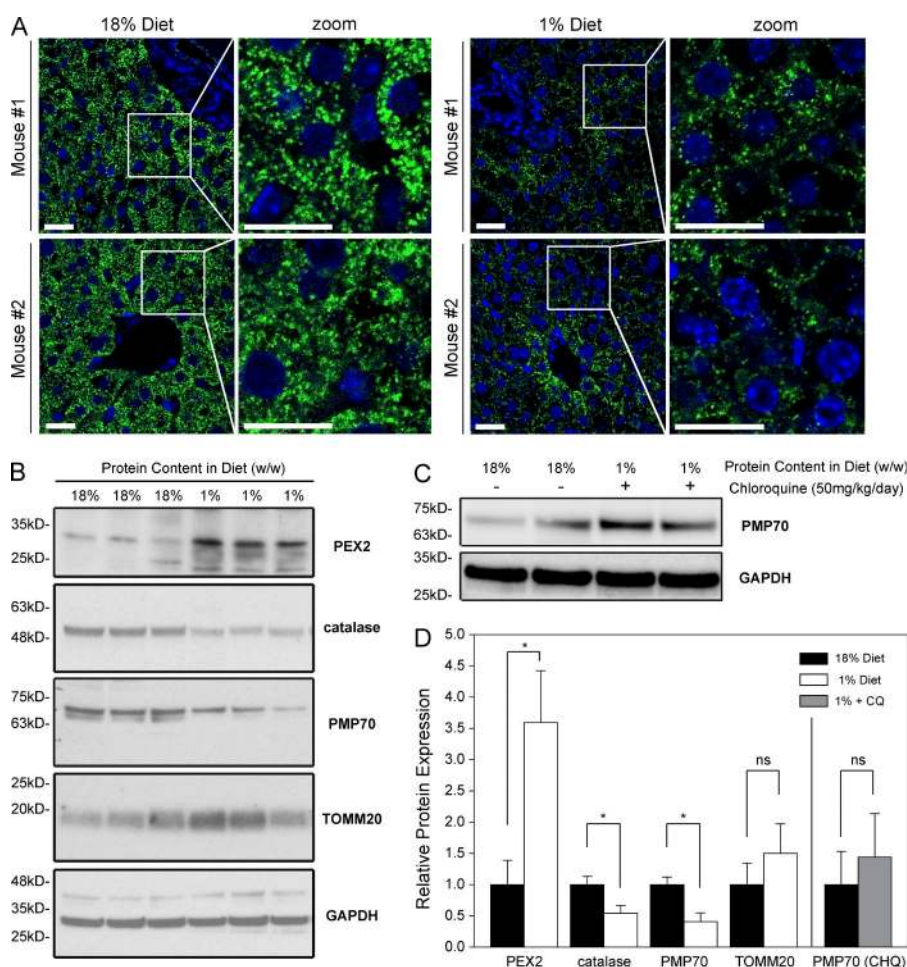 A
18% Diet
zoom
1% Diet
zoom
Mouse #1
Mouse #2
Mouse #1
Mouse #2
B
Protein Content in Diet (w/w)
18% 18% 18% 1% 1% 1%
35kD-
25kD-
PEX2
63kD-
48kD-
catalase
75kD-
63kD-
PMP70
25kD-
20kD-
TOMM20
48kD-
35kD-
25kD-
GAPDH
C
18% 18% 1% 1% Protein Content in Diet (w/w)
- - + + Chloroquine (50mg/kg/day)
75kD-
63kD-
PMP70
35kD-
25kD-
GAPDH
D
Relative Protein Expression
5.0
4.5
4.0
3.5
3.0
2.5
2.0
1.5
1.0
0.5
0.0
* * * ns ns
18% Diet
1% Diet
1% + CQ
PEX2 catalase PMP70 TOMM20 PMP70 (CHQ)